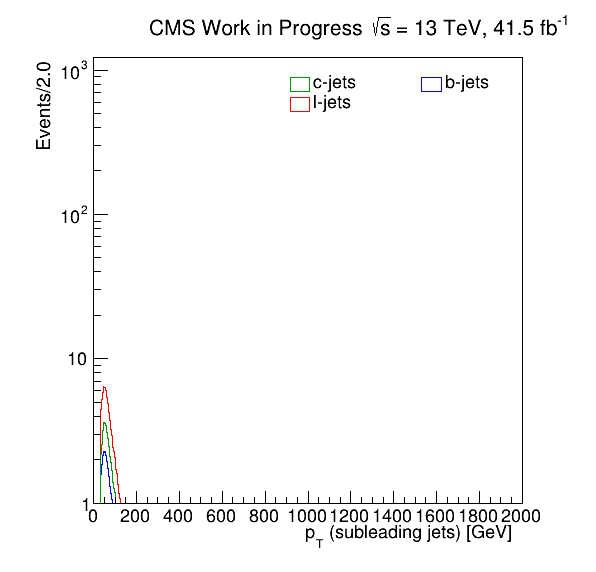 CMS Work in Progress √s = 13 TeV, 41.5 fb⁻¹
Events/2.0
10³
10²
10
1
c-jets
b-jets
l-jets
0 200 400 600 800 1000 1200 1400 1600 1800 2000
p_T (subleading jets) [GeV]